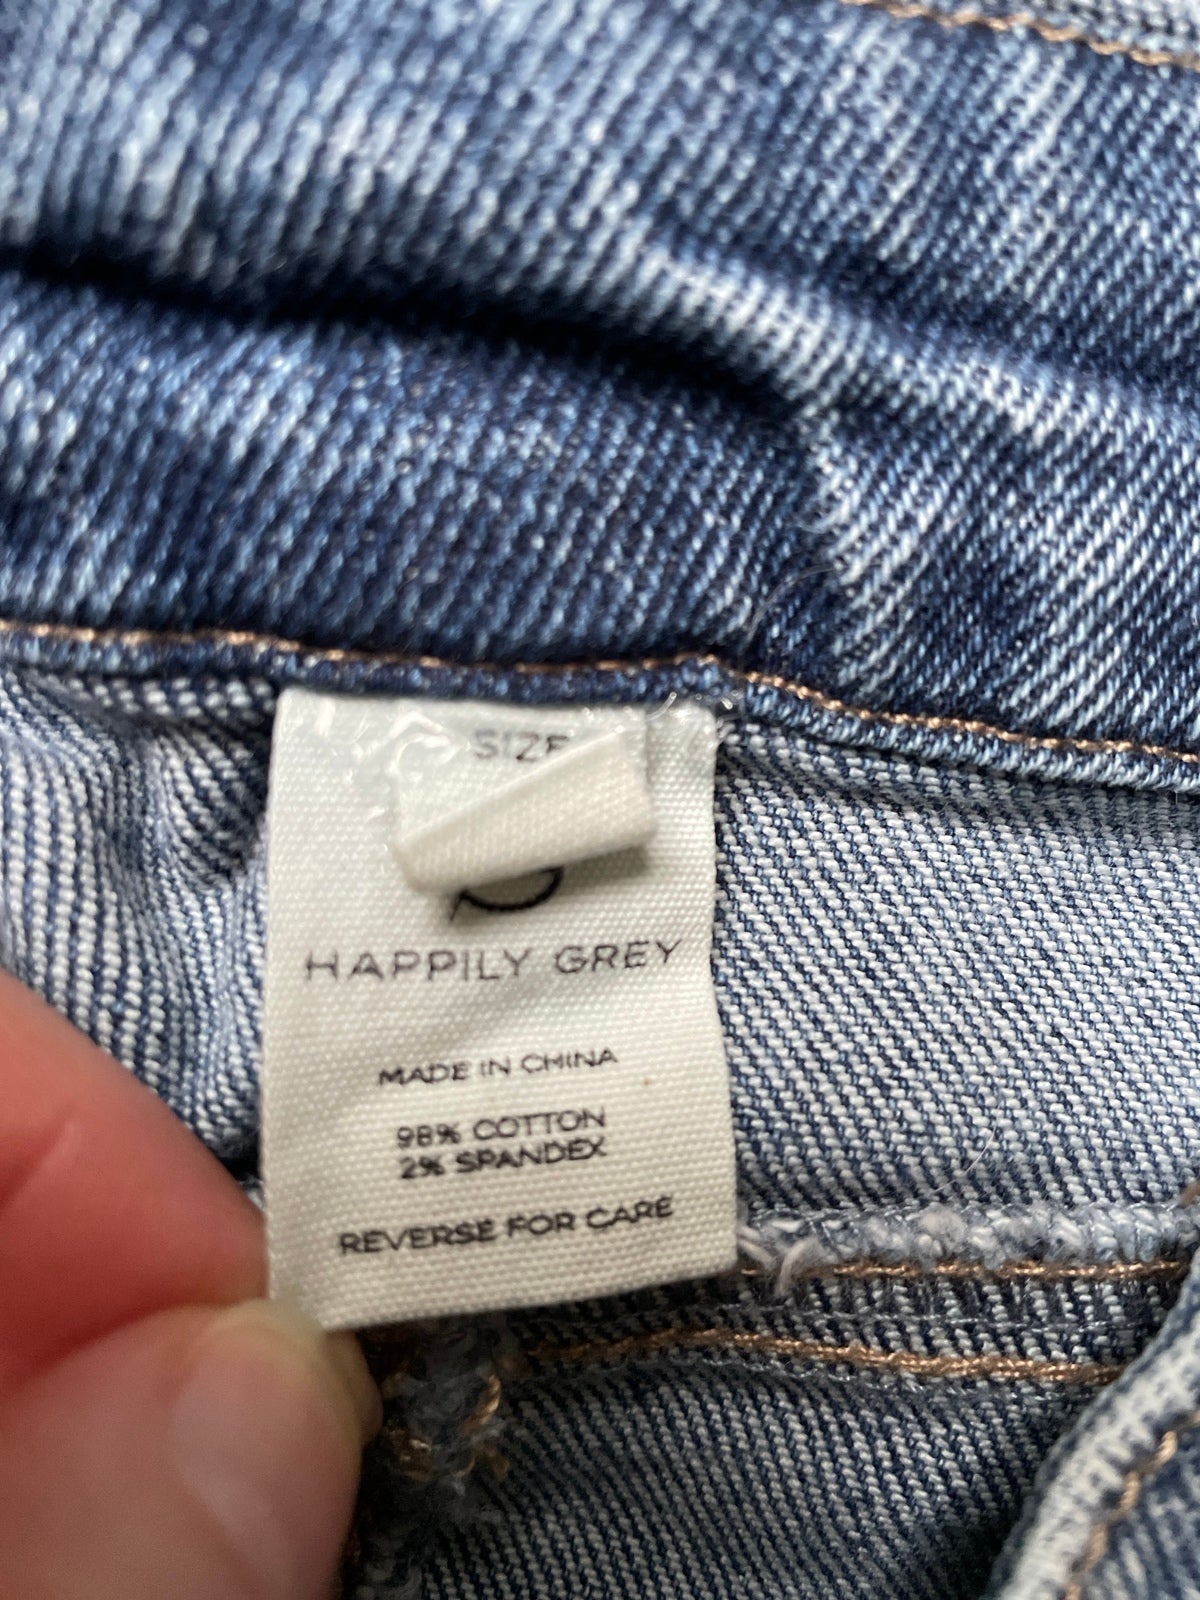 SIZE
HAPPILY GREY
MADE IN CHINA
98% COTTON
2% SPANDEX
REVERSE FOR CARE